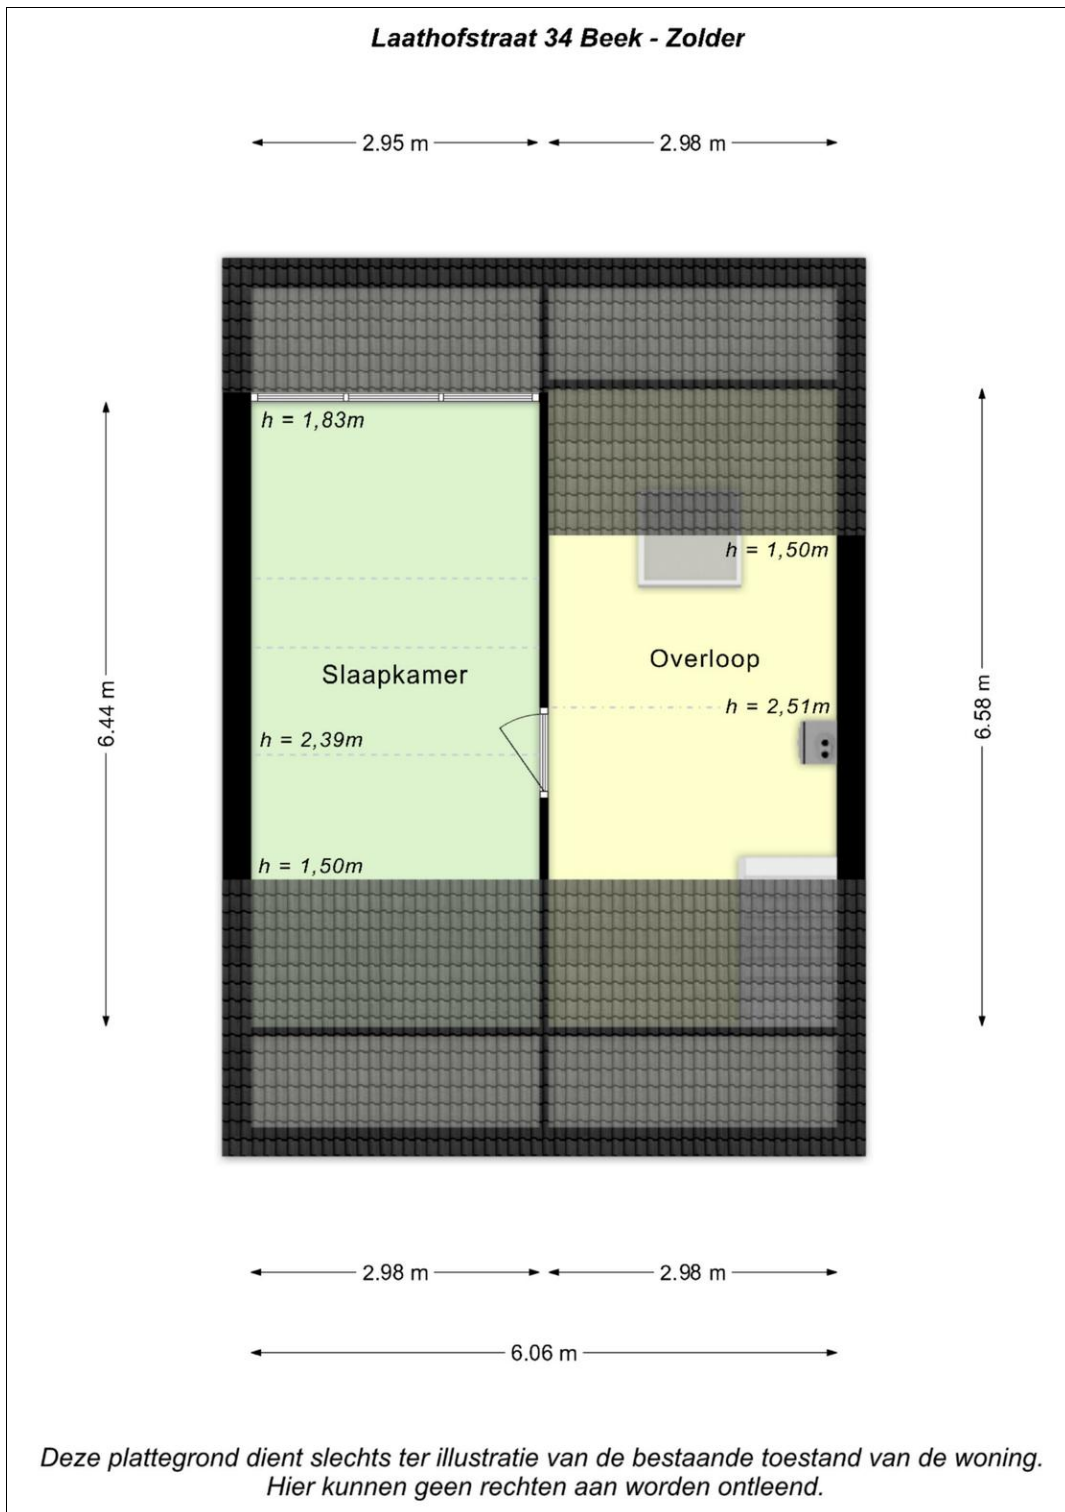 Laathofstraat 34 Beek - Zolder
2.95 m
2.98 m
h = 1,83m
h = 1,50m
Overloop
Slaapkamer
6.44 m
6.58 m
h = 2,51m
h = 2,39m
h = 1,50m
2.98 m
2.98 m
6.06 m
Deze plattegrond dient slechts ter illustratie van de bestaande toestand van de woning.
Hier kunnen geen rechten aan worden ontleend.